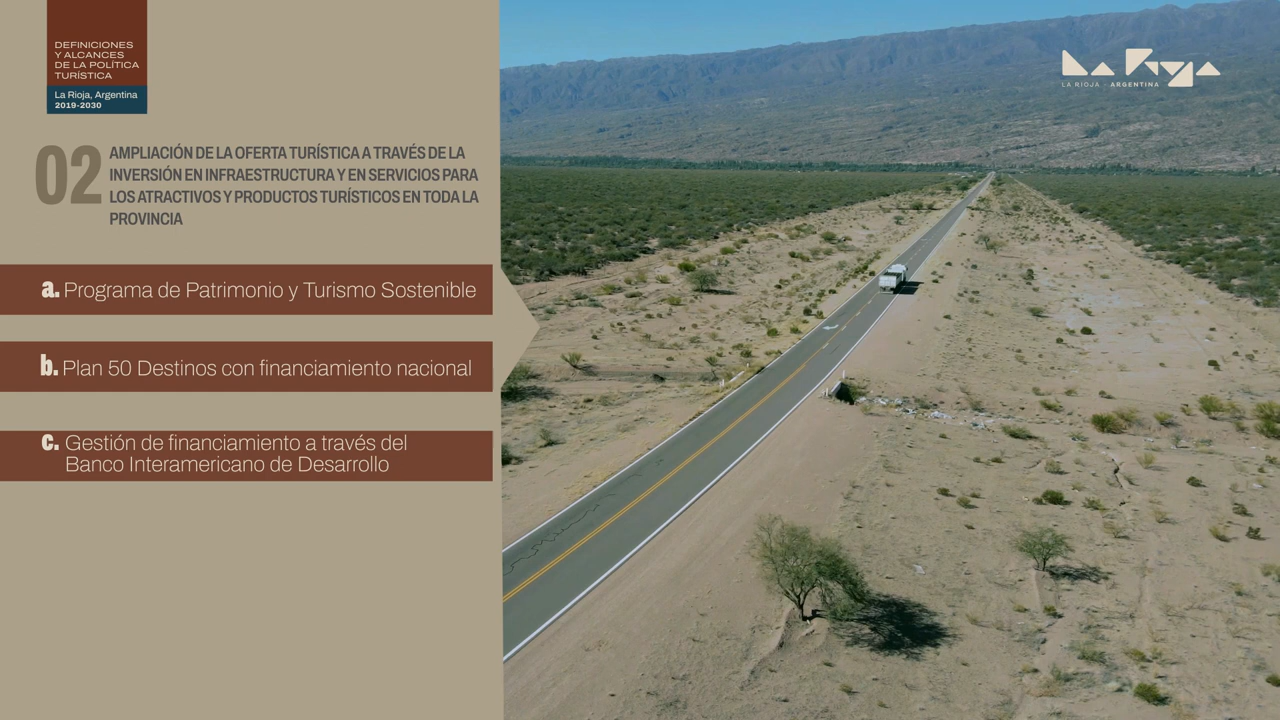 DEFINICIONES
Y ALCANCES
DE LA POLÍTICA
TURÍSTICA
La Rioja, Argentina
2019-2030
La Rioja
LA RIOJA - ARGENTINA
02
AMPLIACIÓN DE LA OFERTA TURÍSTICA A TRAVÉS DE LA
INVERSIÓN EN INFRAESTRUCTURA Y EN SERVICIOS PARA
LOS ATRACTIVOS Y PRODUCTOS TURÍSTICOS EN TODA LA
PROVINCIA
a. Programa de Patrimonio y Turismo Sostenible
b. Plan 50 Destinos con financiamiento nacional
c. Gestión de financiamiento a través del
Banco Interamericano de Desarrollo